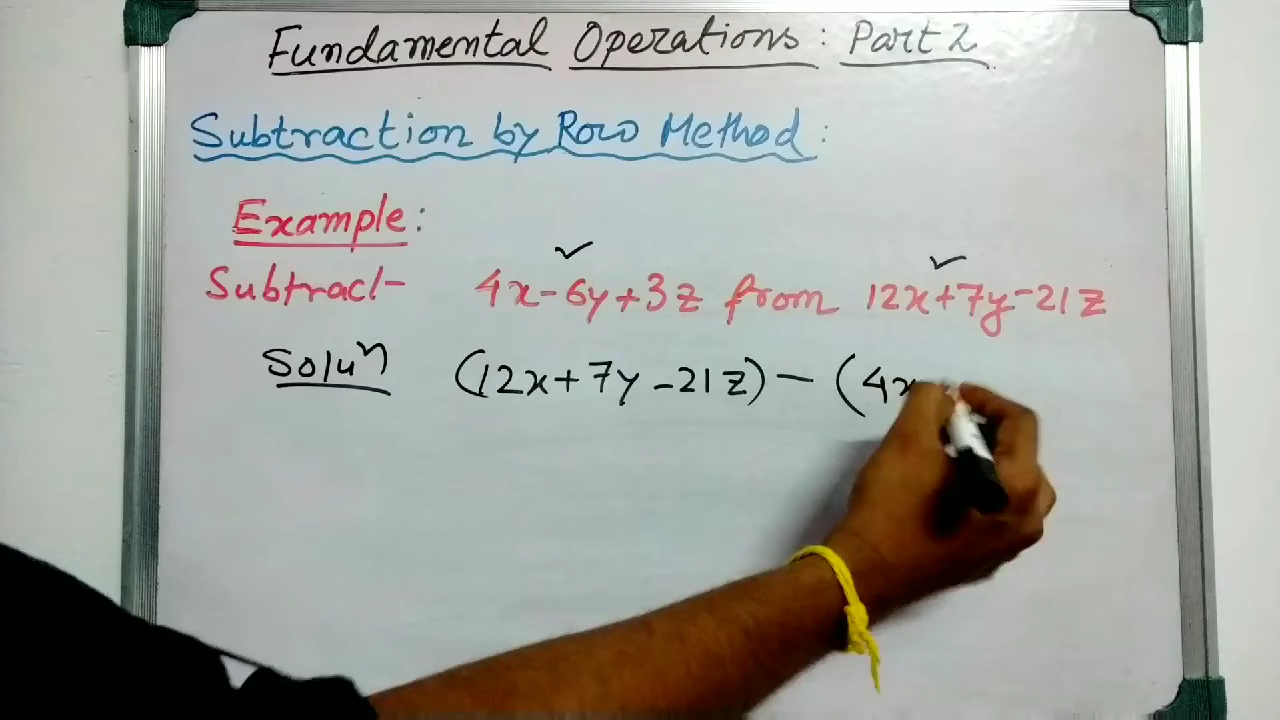 Fundamental Operations: Part 2
Subtraction by Row Method:
Example:
Subtract 4x-6y+3z from 12x+7y-21z
Soluⁿ (12x+7y-21z) - (4x